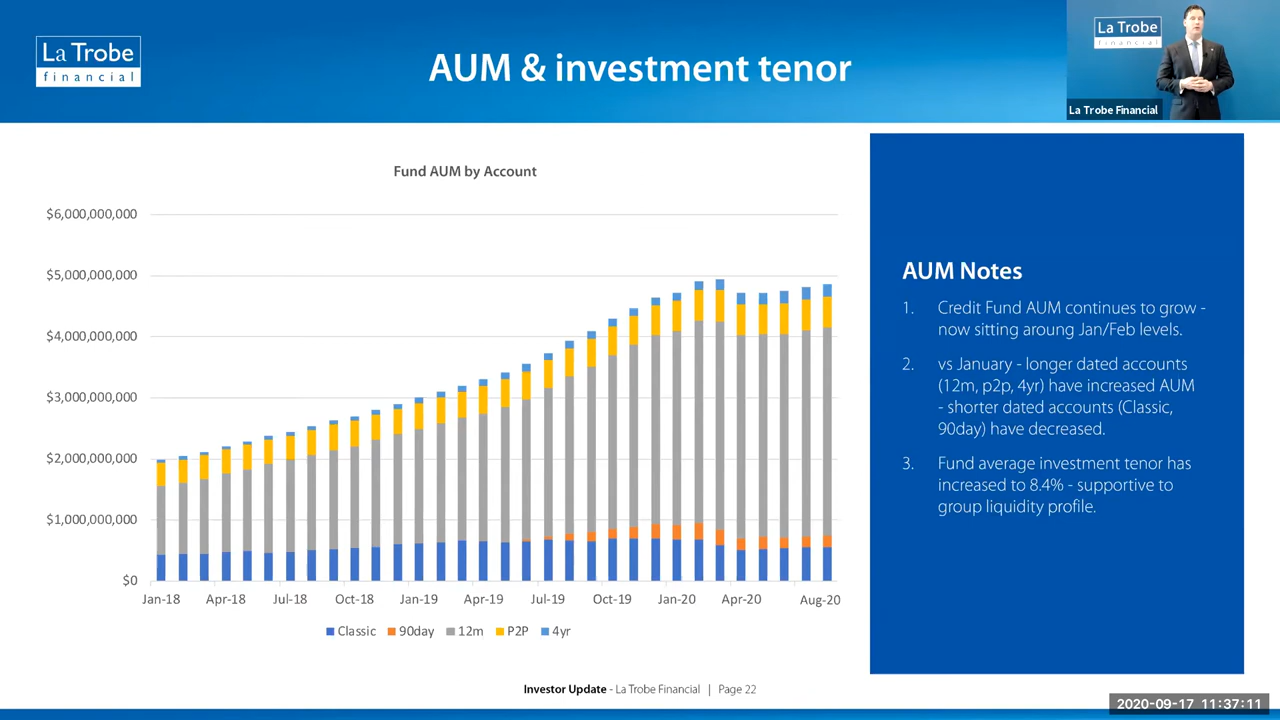 La Trobe
financial
AUM & investment tenor
La Trobe
financial
La Trobe Financial
Fund AUM by Account
$6,000,000,000
$5,000,000,000
$4,000,000,000
$3,000,000,000
$2,000,000,000
$1,000,000,000
$0
Jan-18 Apr-18 Jul-18 Oct-18 Jan-19 Apr-19 Jul-19 Oct-19 Jan-20 Apr-20 Aug-20
Classic 90day 12m P2P 4yr
AUM Notes
1. Credit Fund AUM continues to grow -
now sitting aroung Jan/Feb levels.
2. vs January - longer dated accounts
(12m, p2p, 4yr) have increased AUM
- shorter dated accounts (Classic,
90day) have decreased.
3. Fund average investment tenor has
increased to 8.4% - supportive to
group liquidity profile.
Investor Update - La Trobe Financial | Page 22
2020-09-17 11:37:11